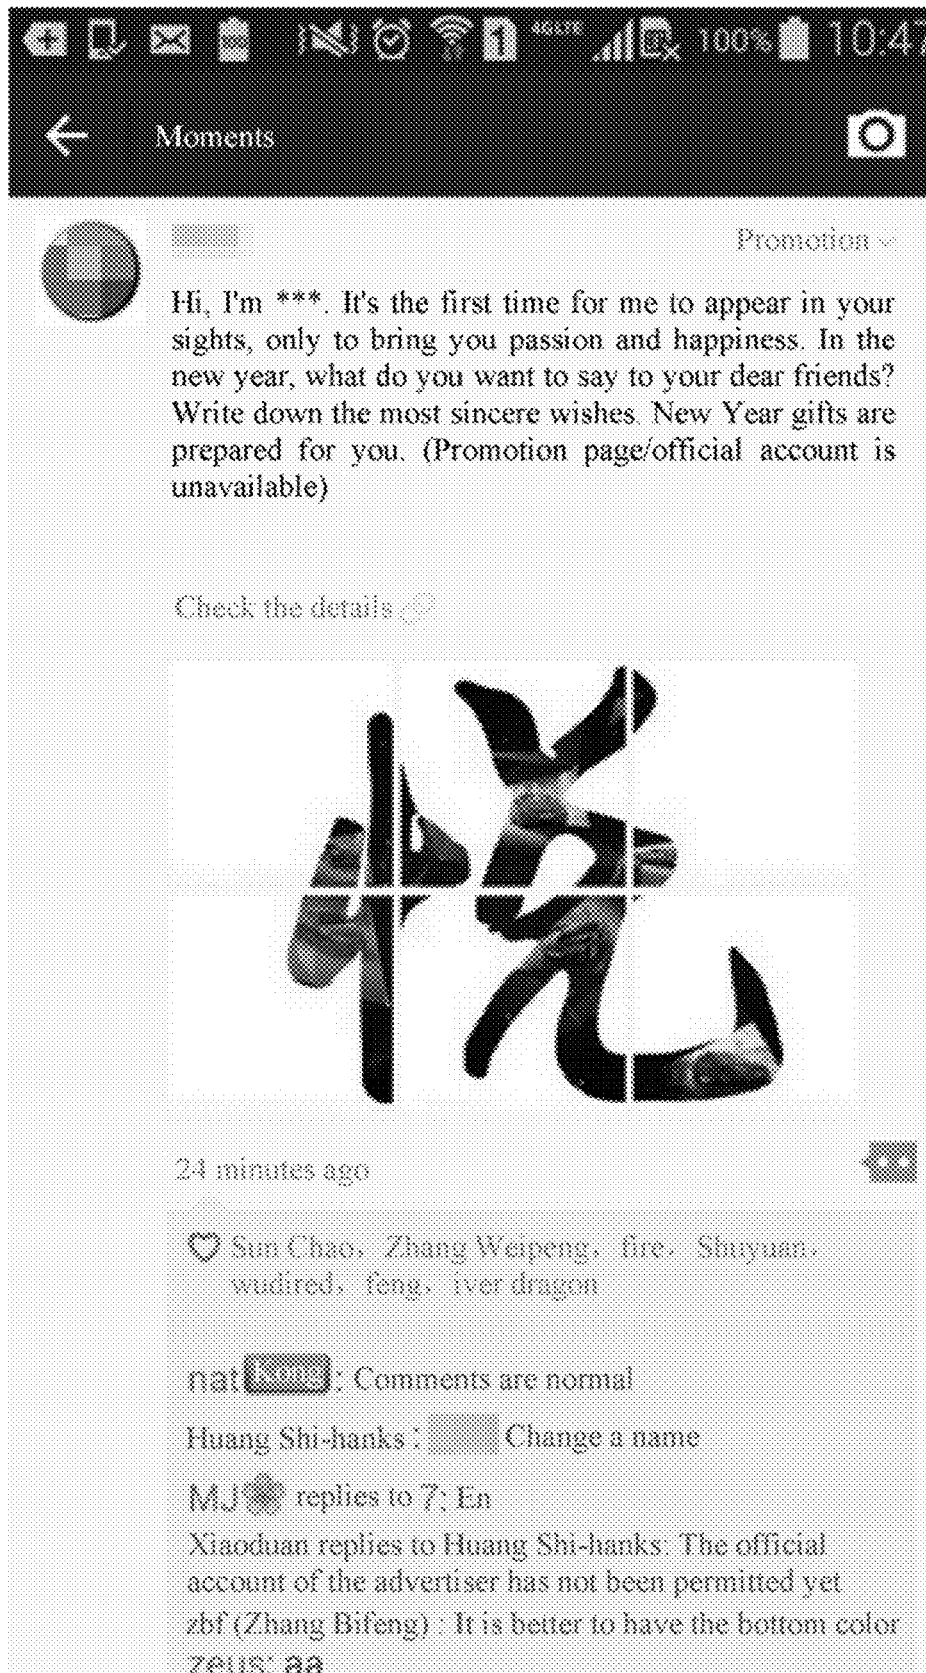 1 4G LTE 100% 10:47
Moments
Promotion
Hi, I'm ***. It's the first time for me to appear in your
sights, only to bring you passion and happiness. In the
new year, what do you want to say to your dear friends?
Write down the most sincere wishes. New Year gifts are
prepared for you. (Promotion page/official account is
unavailable)
Check the details
悦
24 minutes ago
Sun Chao, Zhang Weipeng, fire, Shuyuan,
wudired, feng, iver dragon
nat : Comments are normal
Huang Shi-hanks : Change a name
MJ replies to 7: En
Xiaoduan replies to Huang Shi-hanks: The official
account of the advertiser has not been permitted yet
zbf (Zhang Bifeng) : It is better to have the bottom color
zeus: aa